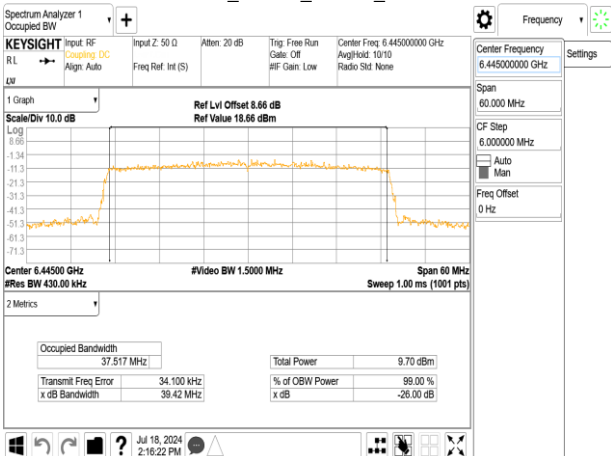 Spectrum Analyzer 1
Occupied BW
+
Frequency
KEYSIGHT
RL
Input: RF
Coupling: DC
Align: Auto
Input Z: 50 Ω
Freq Ref: Int (S)
Atten: 20 dB
Trig: Free Run
Gate: Off
#IF Gain: Low
Center Freq: 6.445000000 GHz
Avg|Hold: 10/10
Radio Std: None
Center Frequency
6.445000000 GHz
Settings
Span
60.000 MHz
CF Step
6.000000 MHz
Auto
Man
Freq Offset
0 Hz
1 Graph
Scale/Div 10.0 dB
Ref Lvl Offset 8.66 dB
Ref Value 18.66 dBm
Log
8.66
-1.34
-11.3
-21.3
-31.3
-41.3
-51.3
-61.3
-71.3
Center 6.44500 GHz
#Res BW 430.00 kHz
#Video BW 1.5000 MHz
Span 60 MHz
Sweep 1.00 ms (1001 pts)
2 Metrics
Occupied Bandwidth
37.517 MHz
Transmit Freq Error 34.100 kHz
x dB Bandwidth 39.42 MHz
Total Power 9.70 dBm
% of OBW Power 99.00 %
x dB -26.00 dB
?
Jul 18, 2024
2:16:22 PM